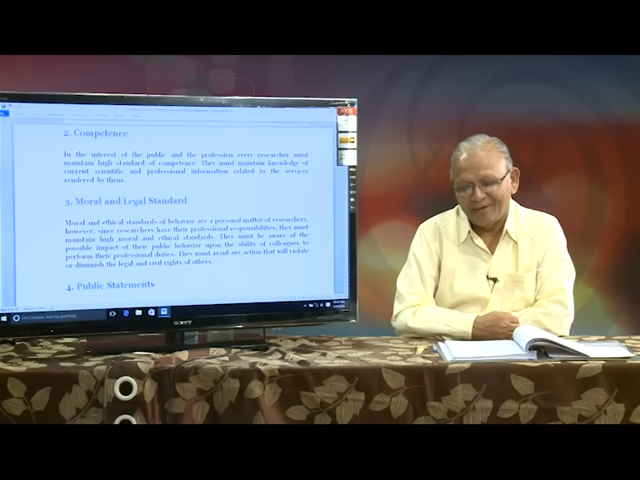 2. Competence
In the interest of the public and the profession every researcher must
maintain high standard of competence. They must maintain knowledge of
current scientific and professional information related to the services
rendered by them.
3. Moral and Legal Standard
Moral and ethical standards of behavior are a personal matter of researchers,
however, since researchers have their professional responsibilities, they must
maintain high moral and ethical standards. They must be aware of the
possible impact of their public behavior upon the ability of colleagues to
perform their professional duties. They must avoid any action that will violate
or diminish the legal and civil rights of others.
4. Public Statements
SONY